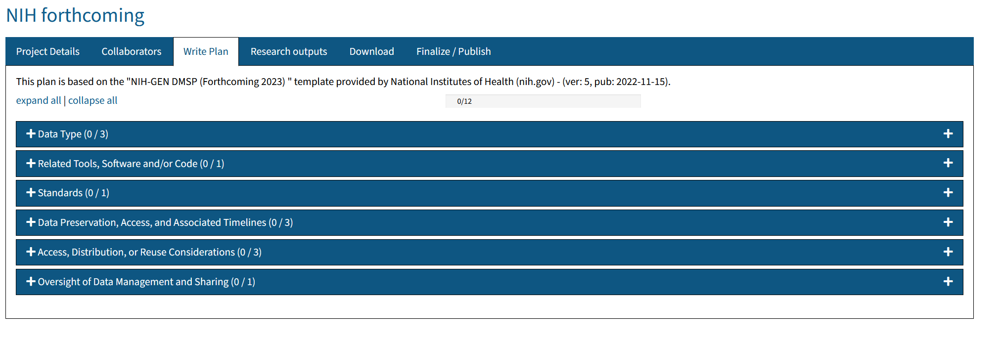 NIH forthcoming
Project Details Collaborators Write Plan Research outputs Download Finalize / Publish
This plan is based on the "NIH-GEN DMSP (Forthcoming 2023) " template provided by National Institutes of Health (nih.gov) - (ver: 5, pub: 2022-11-15).
expand all | collapse all 0/12
Data Type (0 / 3)
Related Tools, Software and/or Code (0 / 1)
Standards (0 / 1)
Data Preservation, Access, and Associated Timelines (0 / 3)
Access, Distribution, or Reuse Considerations (0 / 3)
Oversight of Data Management and Sharing (0 / 1)